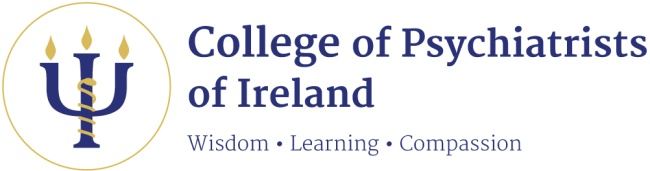 College of Psychiatrists
of Ireland
Wisdom • Learning • Compassion